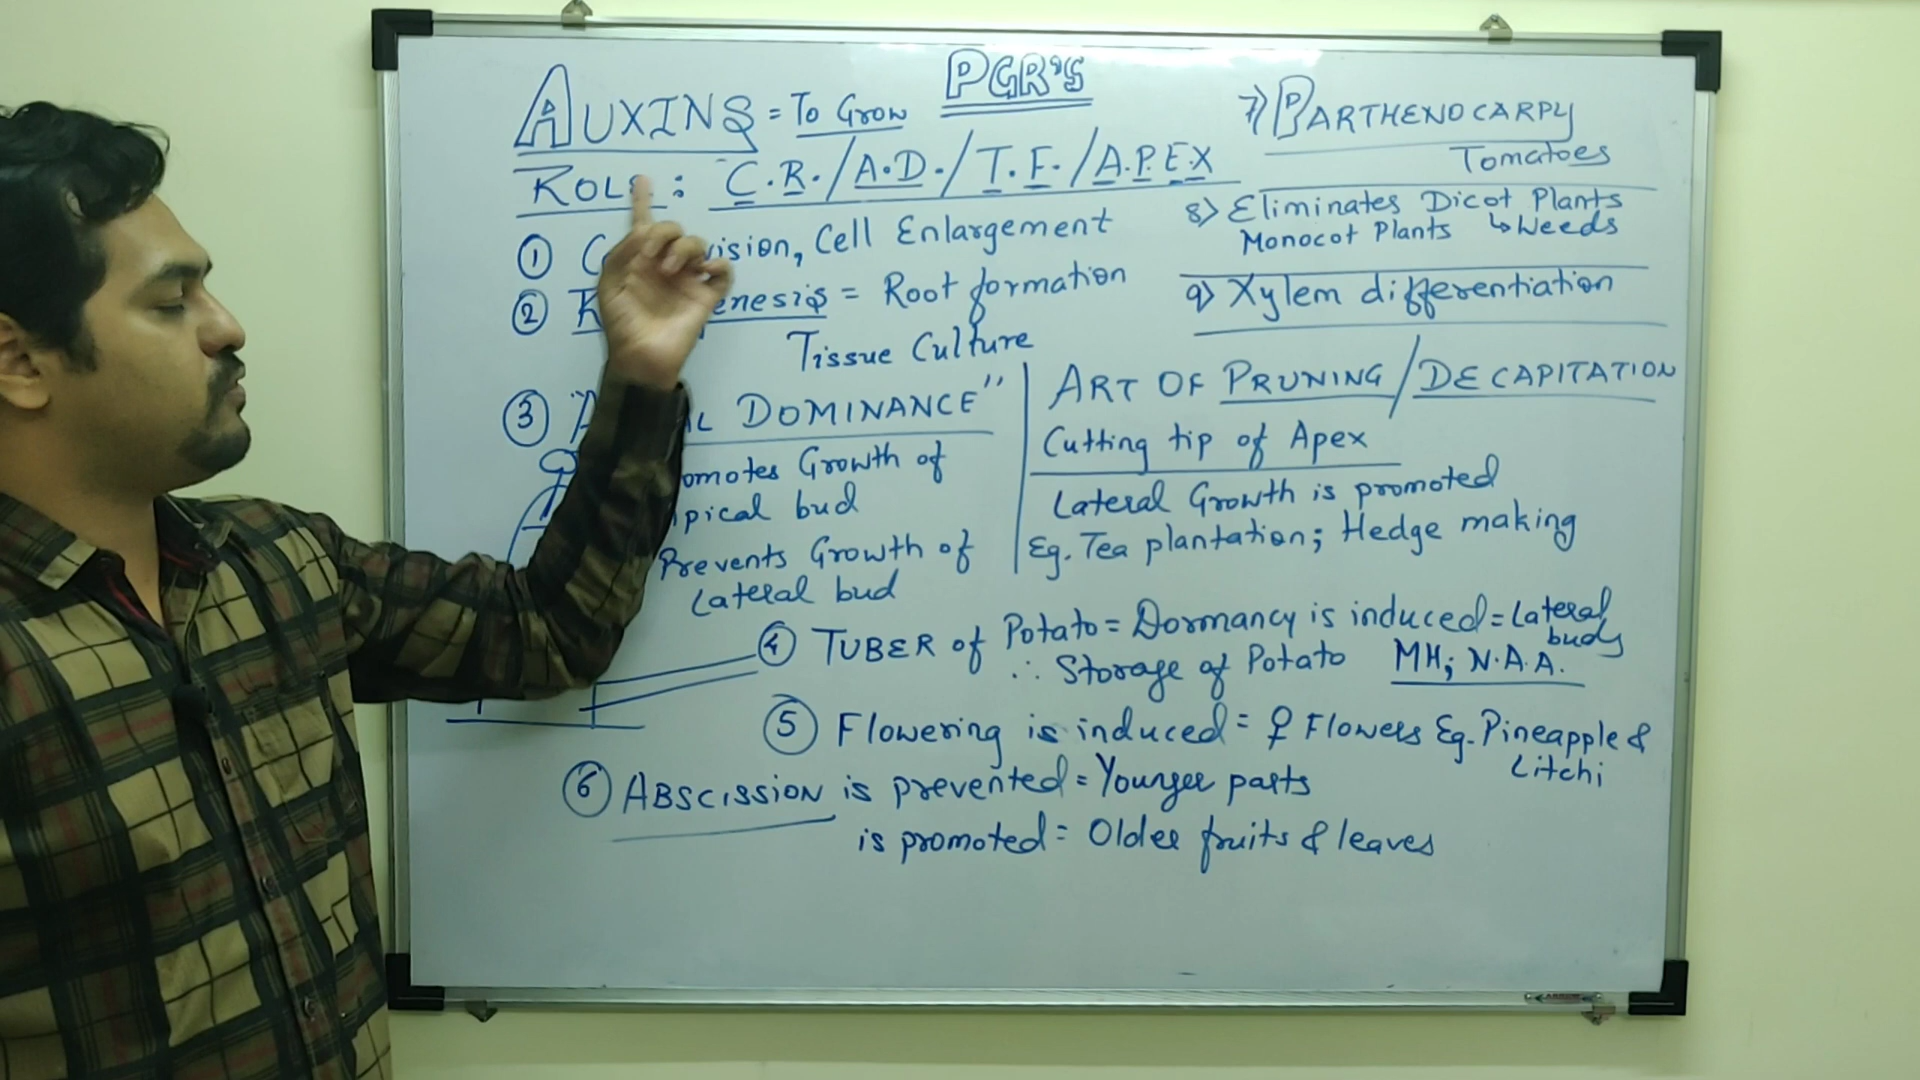 PGR'S
AUXINS = To Grow
ROLE : C.R./A.D./T.F./A.P.E.X
① vision, Cell Enlargement
② enesis = Root formation
Tissue Culture
③ DOMINANCE"
omotes Growth of
pical bud
Prevents Growth of
Lateral bud
ART OF PRUNING/DECAPITATION
Cutting tip of Apex
Lateral Growth is promoted
Eg. Tea plantation; Hedge making
④ TUBER of Potato = Dormancy is induced = Lateral buds
∴ Storage of Potato MH; N.A.A.
⑤ Flowering is induced = ♀ Flowers Eg. Pineapple &
Litchi
⑥ ABSCISSION is prevented = Younger parts
is promoted = Older fruits & leaves
7) PARTHENOCARPY
Tomatoes
8) Eliminates Dicot Plants
Monocot Plants ↳ Weeds
9) Xylem differentiation